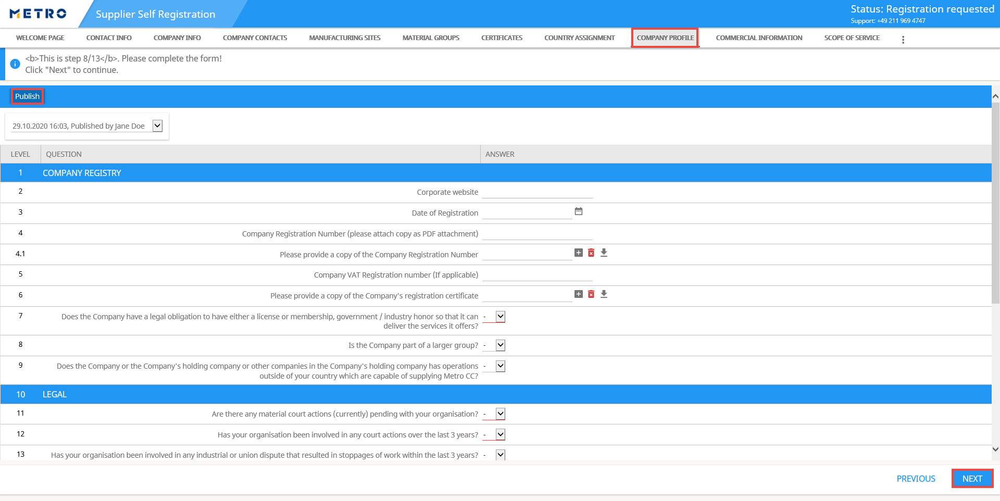 METRO
Supplier Self Registration
Status: Registration requested
Support: +49 211 969 4747
WELCOME PAGE CONTACT INFO COMPANY INFO COMPANY CONTACTS MANUFACTURING SITES MATERIAL GROUPS CERTIFICATES COUNTRY ASSIGNMENT COMPANY PROFILE COMMERCIAL INFORMATION SCOPE OF SERVICE
<b>This is step 8/13</b>. Please complete the form!
Click "Next" to continue.
Publish
29.10.2020 16:03, Published by Jane Doe
LEVEL QUESTION ANSWER
1 COMPANY REGISTRY
2 Corporate website
3 Date of Registration
4 Company Registration Number (please attach copy as PDF attachment)
4.1 Please provide a copy of the Company Registration Number
5 Company VAT Registration number (If applicable)
6 Please provide a copy of the Company's registration certificate
7 Does the Company have a legal obligation to have either a license or membership, government / industry honor so that it can -
deliver the services it offers?
8 Is the Company part of a larger group? -
9 Does the Company or the Company's holding company or other companies in the Company's holding company has operations -
outside of your country which are capable of supplying Metro CC?
10 LEGAL
11 Are there any material court actions (currently) pending with your organisation? -
12 Has your organisation been involved in any court actions over the last 3 years? -
13 Has your organisation been involved in any industrial or union dispute that resulted in stoppages of work within the last 3 years? -
PREVIOUS NEXT